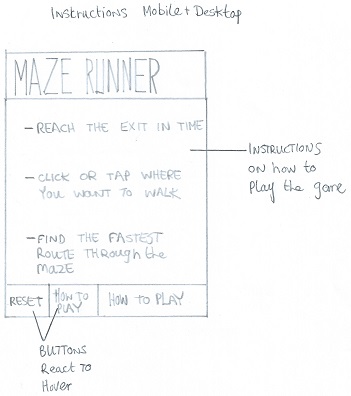 Instructions Mobile + Desktop
MAZE RUNNER
- REACH THE EXIT IN TIME
- CLICK OR TAP WHERE
YOU WANT TO WALK
- FIND THE FASTEST
ROUTE THROUGH the
MAZE
INSTRUCTIONS
ON how to
Play the game
RESET
HOW TO
PLAY
HOW TO PLAY
BUTTONS
React TO
Hover